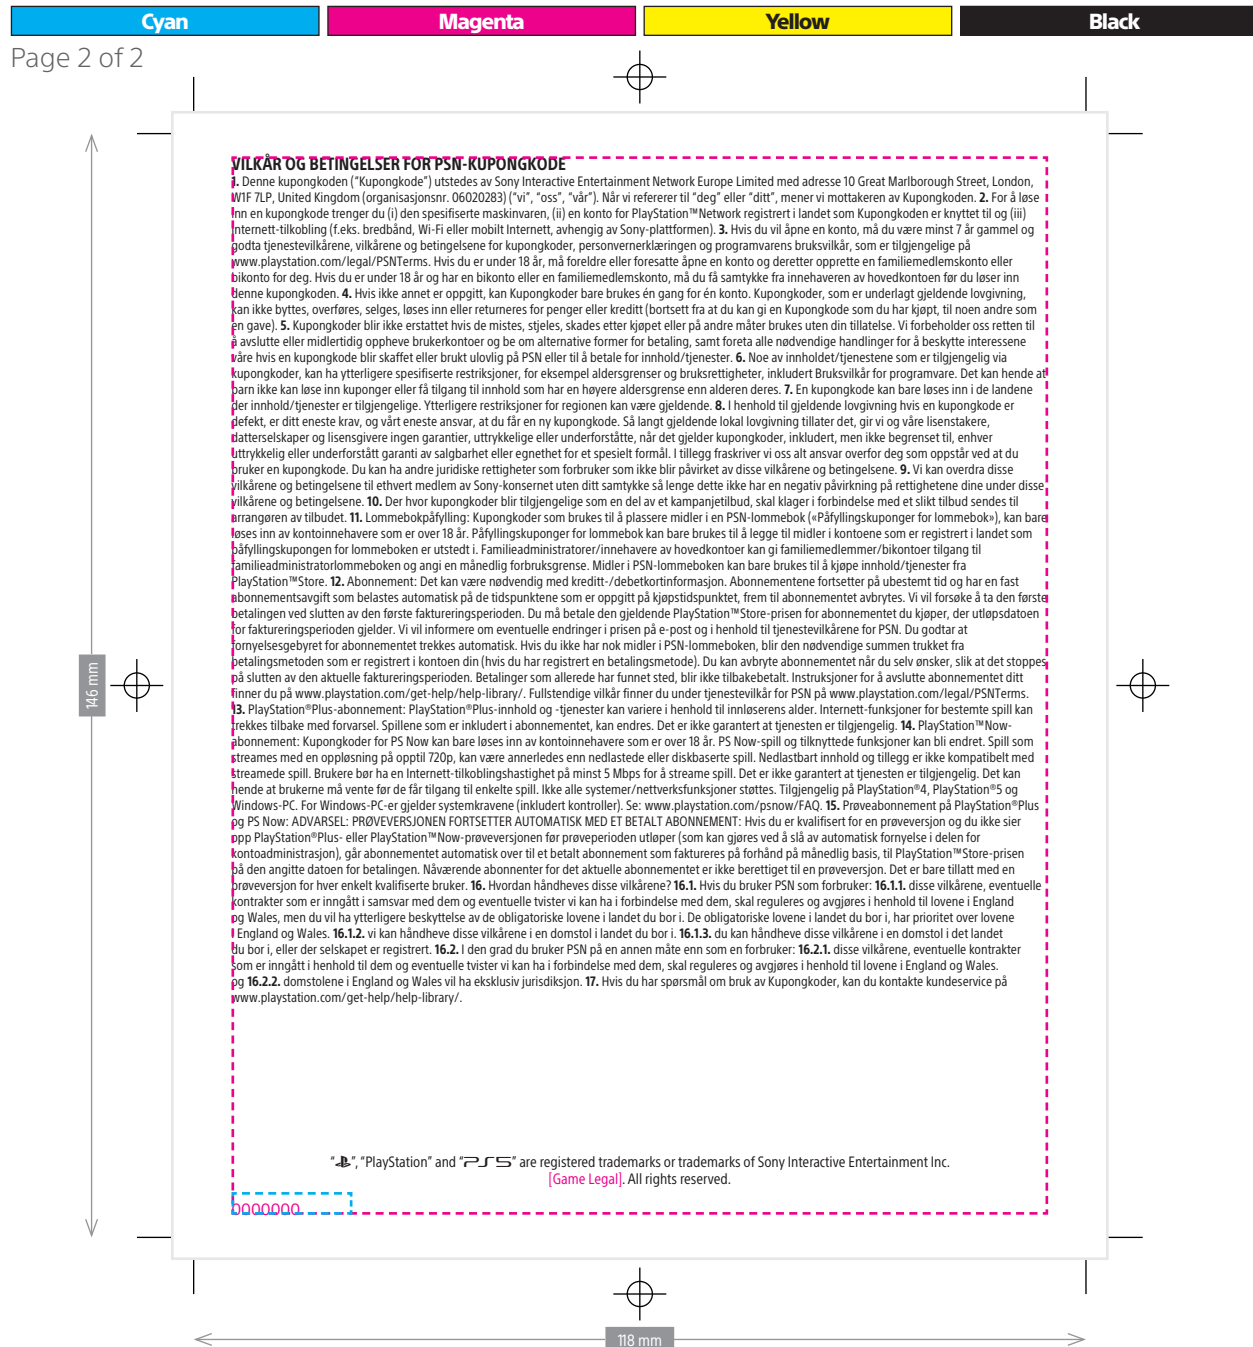 Cyan Magenta Yellow Black
Page 2 of 2
VILKÅR OG BETINGELSER FOR PSN-KUPONGKODE
1. Denne kupongkoden ("Kupongkode") utstedes av Sony Interactive Entertainment Network Europe Limited med adresse 10 Great Marlborough Street, London,
W1F 7LP, United Kingdom (organisasjonsnr. 06020283) ("vi", "oss", "vår"). Når vi refererer til "deg" eller "ditt", mener vi mottakeren av Kupongkoden. 2. For å løse
inn en kupongkode trenger du (i) den spesifiserte maskinvaren, (ii) en konto for PlayStation™Network registrert i landet som Kupongkoden er knyttet til og (iii)
internett-tilkobling (f.eks. bredbånd, Wi-Fi eller mobilt Internett, avhengig av Sony-plattformen). 3. Hvis du vil åpne en konto, må du være minst 7 år gammel og
godta tjenestevilkårene, vilkårene og betingelsene for kupongkoder, personvernerklæringen og programvarens bruksvilkår, som er tilgjengelige på
www.playstation.com/legal/PSNTerms. Hvis du er under 18 år, må foreldre eller foresatte åpne en konto og deretter opprette en familiemedlemskonto eller
bikonto for deg. Hvis du er under 18 år og har en bikonto eller en familiemedlemskonto, må du få samtykke fra innehaveren av hovedkontoen før du løser inn
denne kupongkoden. 4. Hvis ikke annet er oppgitt, kan Kupongkoder bare brukes én gang for én konto. Kupongkoder, som er underlagt gjeldende lovgivning,
kan ikke byttes, overføres, selges, løses inn eller returneres for penger eller kreditt (bortsett fra at du kan gi en Kupongkode som du har kjøpt, til noen andre som
en gave). 5. Kupongkoder blir ikke erstattet hvis de mistes, stjeles, skades etter kjøpet eller på andre måter brukes uten din tillatelse. Vi forbeholder oss retten til
å avslutte eller midlertidig oppheve brukerkontoer og be om alternative former for betaling, samt foreta alle nødvendige handlinger for å beskytte interessene
våre hvis en kupongkode blir skaffet eller brukt ulovlig på PSN eller til å betale for innhold/tjenester. 6. Noe av innholdet/tjenestene som er tilgjengelig via
kupongkoder, kan ha ytterligere spesifiserte restriksjoner, for eksempel aldersgrenser og bruksrettigheter, inkludert Bruksvilkår for programvare. Det kan hende at
barn ikke kan løse inn kuponger eller få tilgang til innhold som har en høyere aldersgrense enn alderen deres. 7. En kupongkode kan bare løses inn i de landene
der innhold/tjenester er tilgjengelige. Ytterligere restriksjoner for regionen kan være gjeldende. 8. I henhold til gjeldende lovgivning hvis en kupongkode er
defekt, er ditt eneste krav, og vårt eneste ansvar, at du får en ny kupongkode. Så langt gjeldende lokal lovgivning tillater det, gir vi og våre lisenstakere,
datterselskaper og lisensgivere ingen garantier, uttrykkelige eller underforståtte, når det gjelder kupongkoder, inkludert, men ikke begrenset til, enhver
uttrykkelig eller underforstått garanti av salgbarhet eller egnethet for et spesielt formål. I tillegg fraskriver vi oss alt ansvar overfor deg som oppstår ved at du
bruker en kupongkode. Du kan ha andre juridiske rettigheter som forbruker som ikke blir påvirket av disse vilkårene og betingelsene. 9. Vi kan overdra disse
vilkårene og betingelsene til ethvert medlem av Sony-konsernet uten ditt samtykke så lenge dette ikke har en negativ påvirkning på rettighetene dine under disse
vilkårene og betingelsene. 10. Der hvor kupongkoder blir tilgjengelige som en del av et kampanjetilbud, skal klager i forbindelse med et slikt tilbud sendes til
arrangøren av tilbudet. 11. Lommebokpåfylling: Kupongkoder som brukes til å plassere midler i en PSN-lommebok («Påfyllingskuponger for lommebok»), kan bare
løses inn av kontoinnehavere som er over 18 år. Påfyllingskuponger for lommebok kan bare brukes til å legge til midler i kontoene som er registrert i landet som
påfyllingskupongen for lommeboken er utstedt i. Familieadministratorer/innehavere av hovedkontoer kan gi familiemedlemmer/bikontoer tilgang til
familieadministratorlommeboken og angi en månedlig forbruksgrense. Midler i PSN-lommeboken kan bare brukes til å kjøpe innhold/tjenester fra
PlayStation™Store. 12. Abonnement: Det kan være nødvendig med kreditt-/debetkortinformasjon. Abonnementene fortsetter på ubestemt tid og har en fast
abonnementsavgift som belastes automatisk på de tidspunktene som er oppgitt på kjøpstidspunktet, frem til abonnementet avbrytes. Vi vil forsøke å ta den første
betalingen ved slutten av den første faktureringsperioden. Du må betale den gjeldende PlayStation™Store-prisen for abonnementet du kjøper, der utløpsdatoen
for faktureringsperioden gjelder. Vi vil informere om eventuelle endringer i prisen på e-post og i henhold til tjenestevilkårene for PSN. Du godtar at
fornyelsesgebyret for abonnementet trekkes automatisk. Hvis du ikke har nok midler i PSN-lommeboken, blir den nødvendige summen trukket fra
betalingsmetoden som er registrert i kontoen din (hvis du har registrert en betalingsmetode). Du kan avbryte abonnementet når du selv ønsker, slik at det stoppes
på slutten av den aktuelle faktureringsperioden. Betalinger som allerede har funnet sted, blir ikke tilbakebetalt. Instruksjoner for å avslutte abonnementet ditt
finner du på www.playstation.com/get-help/help-library/. Fullstendige vilkår finner du under tjenestevilkår for PSN på www.playstation.com/legal/PSNTerms.
13. PlayStation®Plus-abonnement: PlayStation®Plus-innhold og -tjenester kan variere i henhold til innløserens alder. Internett-funksjoner for bestemte spill kan
trekkes tilbake med forvarsel. Spillene som er inkludert i abonnementet, kan endres. Det er ikke garantert at tjenesten er tilgjengelig. 14. PlayStation™Now-
abonnement: Kupongkoder for PS Now kan bare løses inn av kontoinnehavere som er over 18 år. PS Now-spill og tilknyttede funksjoner kan bli endret. Spill som
streames med en oppløsning på opptil 720p, kan være annerledes enn nedlastede eller diskbaserte spill. Nedlastbart innhold og tillegg er ikke kompatibelt med
streamede spill. Brukere bør ha en Internett-tilkoblingshastighet på minst 5 Mbps for å streame spill. Det er ikke garantert at tjenesten er tilgjengelig. Det kan
hende at brukerne må vente før de får tilgang til enkelte spill. Ikke alle systemer/nettverksfunksjoner støttes. Tilgjengelig på PlayStation®4, PlayStation®5 og
Windows-PC. For Windows-PC-er gjelder systemkravene (inkludert kontroller). Se: www.playstation.com/psnow/FAQ. 15. Prøveabonnement på PlayStation®Plus
og PS Now: ADVARSEL: PRØVEVERSJONEN FORTSETTER AUTOMATISK MED ET BETALT ABONNEMENT: Hvis du er kvalifisert for en prøveversjon og du ikke sier
opp PlayStation®Plus- eller PlayStation™Now-prøveversjonen før prøveperioden utløper (som kan gjøres ved å slå av automatisk fornyelse i delen for
kontoadministrasjon), går abonnementet automatisk over til et betalt abonnement som faktureres på forhånd på månedlig basis, til PlayStation™Store-prisen
på den angitte datoen for betalingen. Nåværende abonnenter for det aktuelle abonnementet er ikke berettiget til en prøveversjon. Det er bare tillatt med en
prøveversjon for hver enkelt kvalifiserte bruker. 16. Hvordan håndheves disse vilkårene? 16.1. Hvis du bruker PSN som forbruker: 16.1.1. disse vilkårene, eventuelle
kontrakter som er inngått i samsvar med dem og eventuelle tvister vi kan ha i forbindelse med dem, skal reguleres og avgjøres i henhold til lovene i England
og Wales, men du vil ha ytterligere beskyttelse av de obligatoriske lovene i landet du bor i. De obligatoriske lovene i landet du bor i, har prioritet over lovene
i England og Wales. 16.1.2. vi kan håndheve disse vilkårene i en domstol i landet du bor i. 16.1.3. du kan håndheve disse vilkårene i en domstol i det landet
du bor i, eller der selskapet er registrert. 16.2. I den grad du bruker PSN på en annen måte enn som en forbruker: 16.2.1. disse vilkårene, eventuelle kontrakter
som er inngått i henhold til dem og eventuelle tvister vi kan ha i forbindelse med dem, skal reguleres og avgjøres i henhold til lovene i England og Wales.
og 16.2.2. domstolene i England og Wales vil ha eksklusiv jurisdiksjon. 17. Hvis du har spørsmål om bruk av Kupongkoder, kan du kontakte kundeservice på
www.playstation.com/get-help/help-library/.
146 mm
"", "PlayStation" and "PS5" are registered trademarks or trademarks of Sony Interactive Entertainment Inc.
[Game Legal]. All rights reserved.
0000000
118 mm